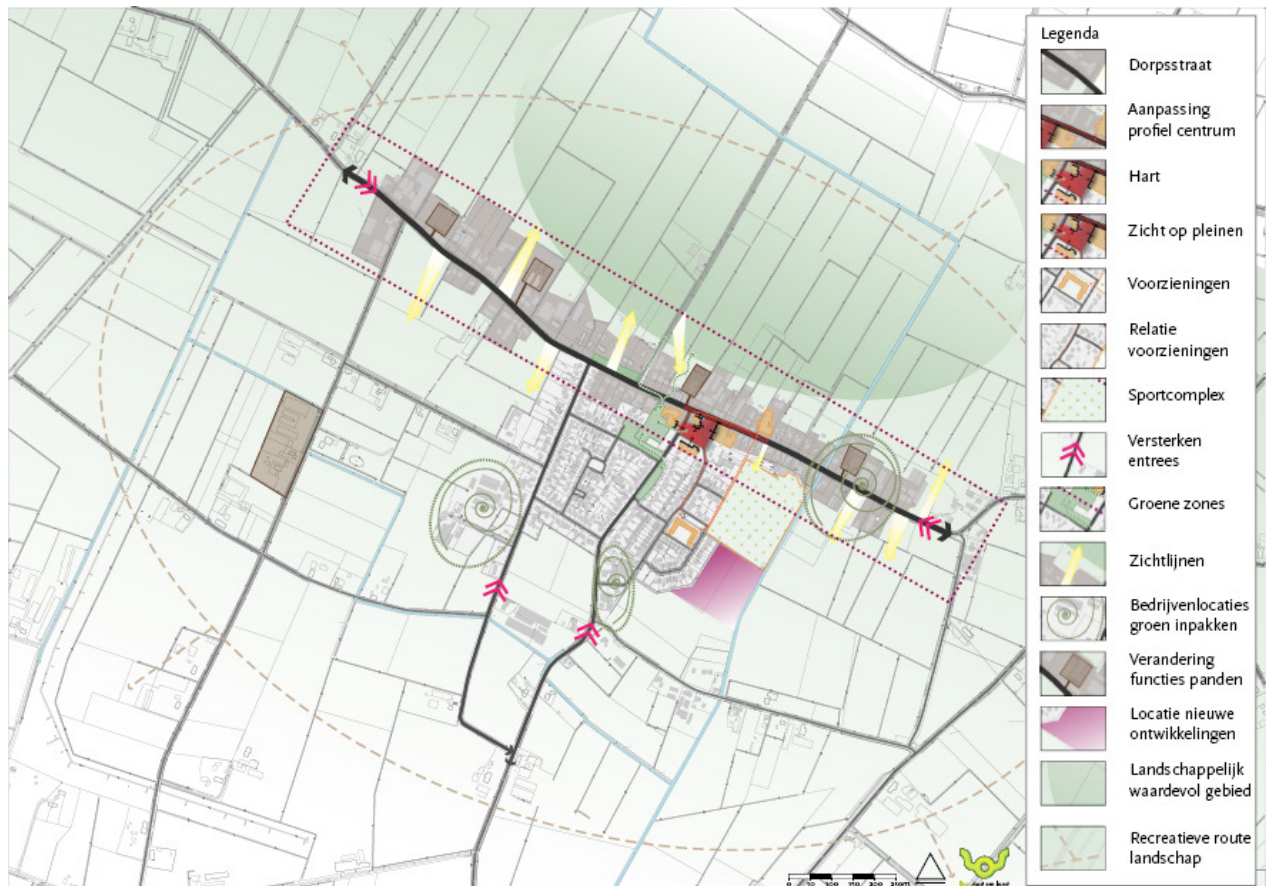 Legenda
Dorpsstraat
Aanpassing
profiel centrum
Hart
Zicht op pleinen
Voorzieningen
Relatie
voorzieningen
Sportcomplex
Versterken
entrees
Groene zones
Zichtlijnen
Bedrijvenlocaties
groen inpakken
Verandering
functies panden
Locatie nieuwe
ontwikkelingen
Landschappelijk
waardevol gebied
Recreatieve route
landschap